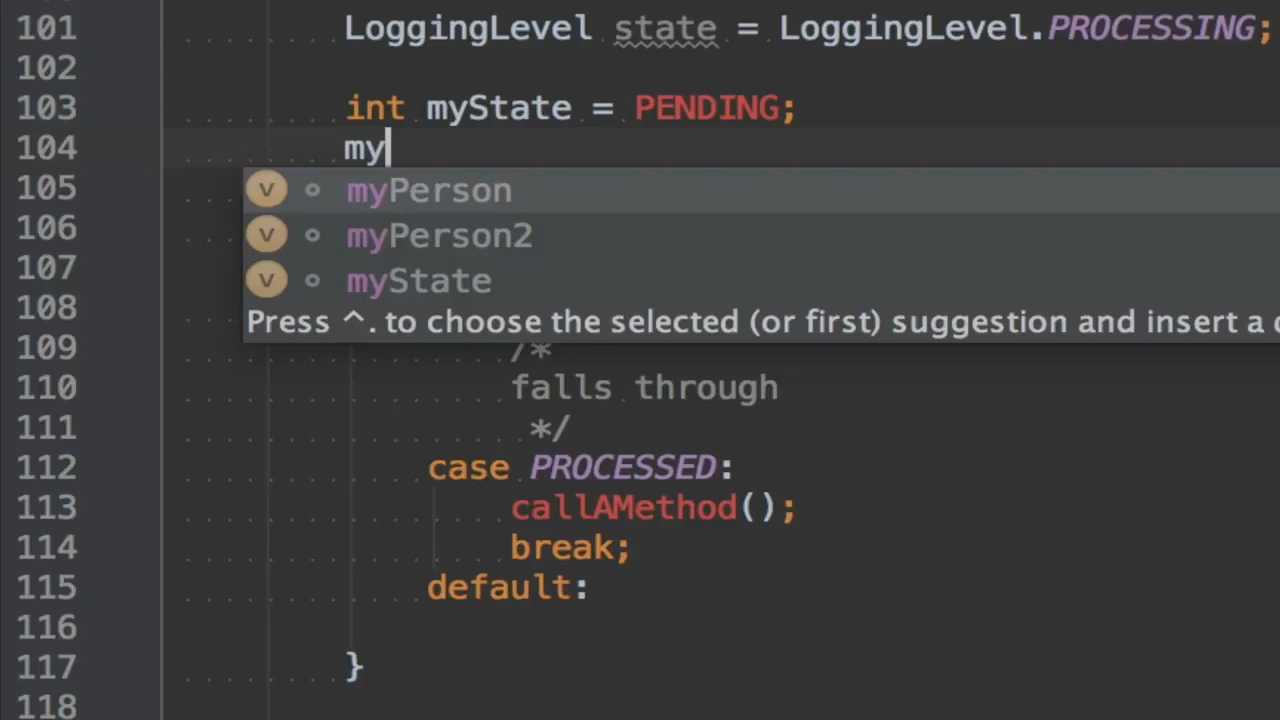 101 LoggingLevel state = LoggingLevel.PROCESSING;
102
103 int myState = PENDING;
104 my
105 v myPerson
106 v myPerson2
107 v myState
108 Press ^. to choose the selected (or first) suggestion and insert a
109 /*
110 falls through
111 */
112 case PROCESSED:
113 callAMethod();
114 break;
115 default:
116
117 }
118